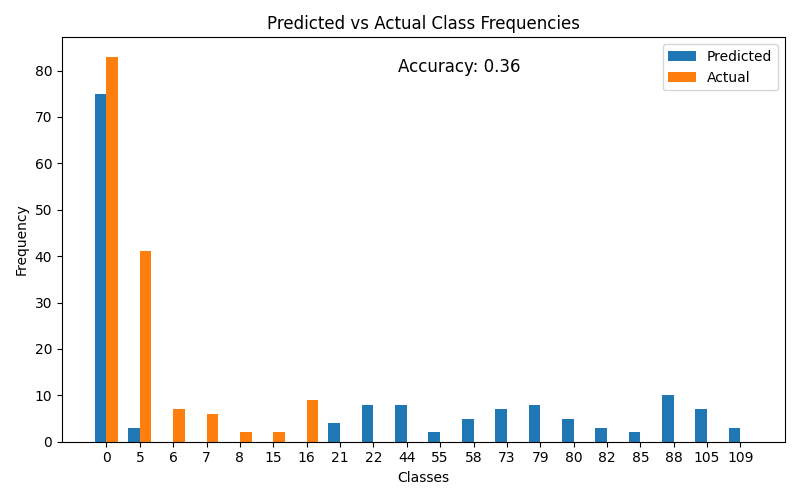 Predicted vs Actual Class Frequencies
Accuracy: 0.36
Predicted
Actual
80
70
60
50
40
30
20
10
0
Frequency
0 5 6 7 8 15 16 21 22 44 55 58 73 79 80 82 85 88 105 109
Classes